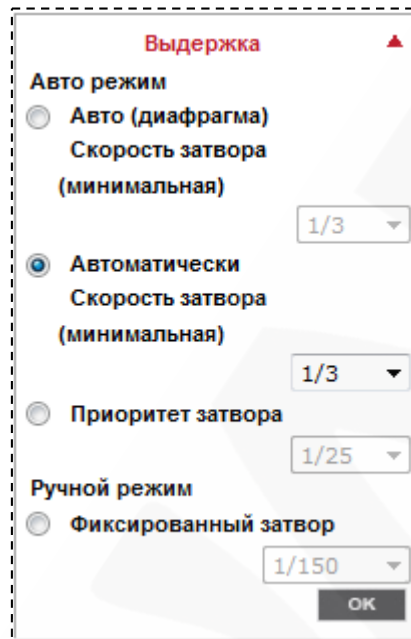 Выдержка
Авто режим
Авто (диафрагма)
Скорость затвора
(минимальная)
1/3
Автоматически
Скорость затвора
(минимальная)
1/3
Приоритет затвора
1/25
Ручной режим
Фиксированный затвор
1/150
ОК